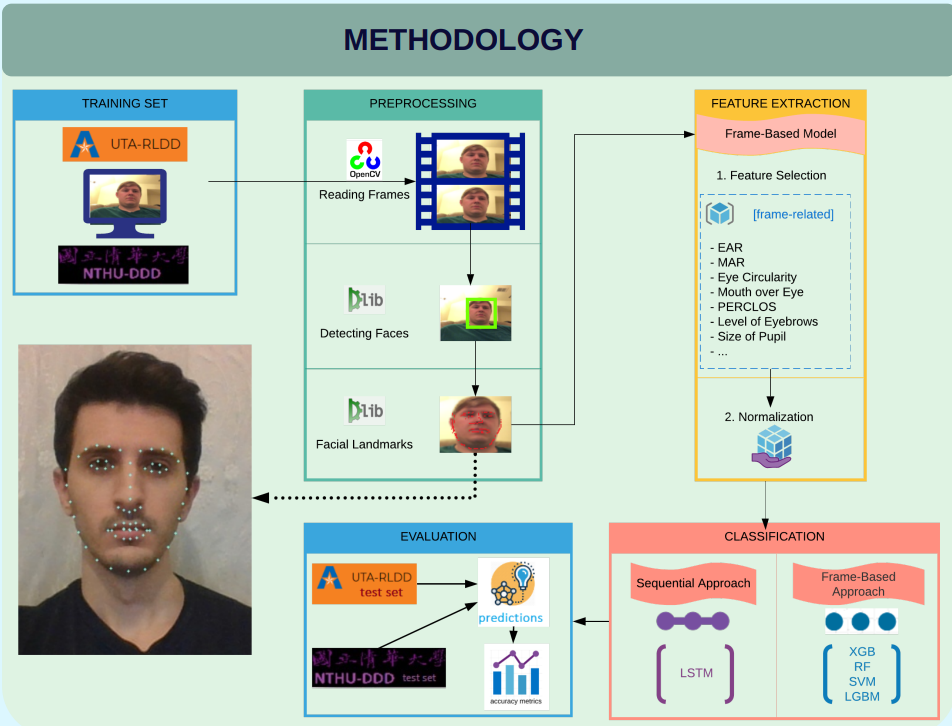 METHODOLOGY
TRAINING SET
UTA-RLDD
國立清華大學
NTHU-DDD
PREPROCESSING
OpenCV
Reading Frames
Dlib
Detecting Faces
Dlib
Facial Landmarks
FEATURE EXTRACTION
Frame-Based Model
1. Feature Selection
[frame-related]
- EAR
- MAR
- Eye Circularity
- Mouth over Eye
- PERCLOS
- Level of Eyebrows
- Size of Pupil
- ...
2. Normalization
CLASSIFICATION
Sequential Approach
LSTM
Frame-Based
Approach
XGB
RF
SVM
LGBM
EVALUATION
UTA-RLDD
test set
國立清華大學
NTHU-DDD test set
predictions
accuracy metrics